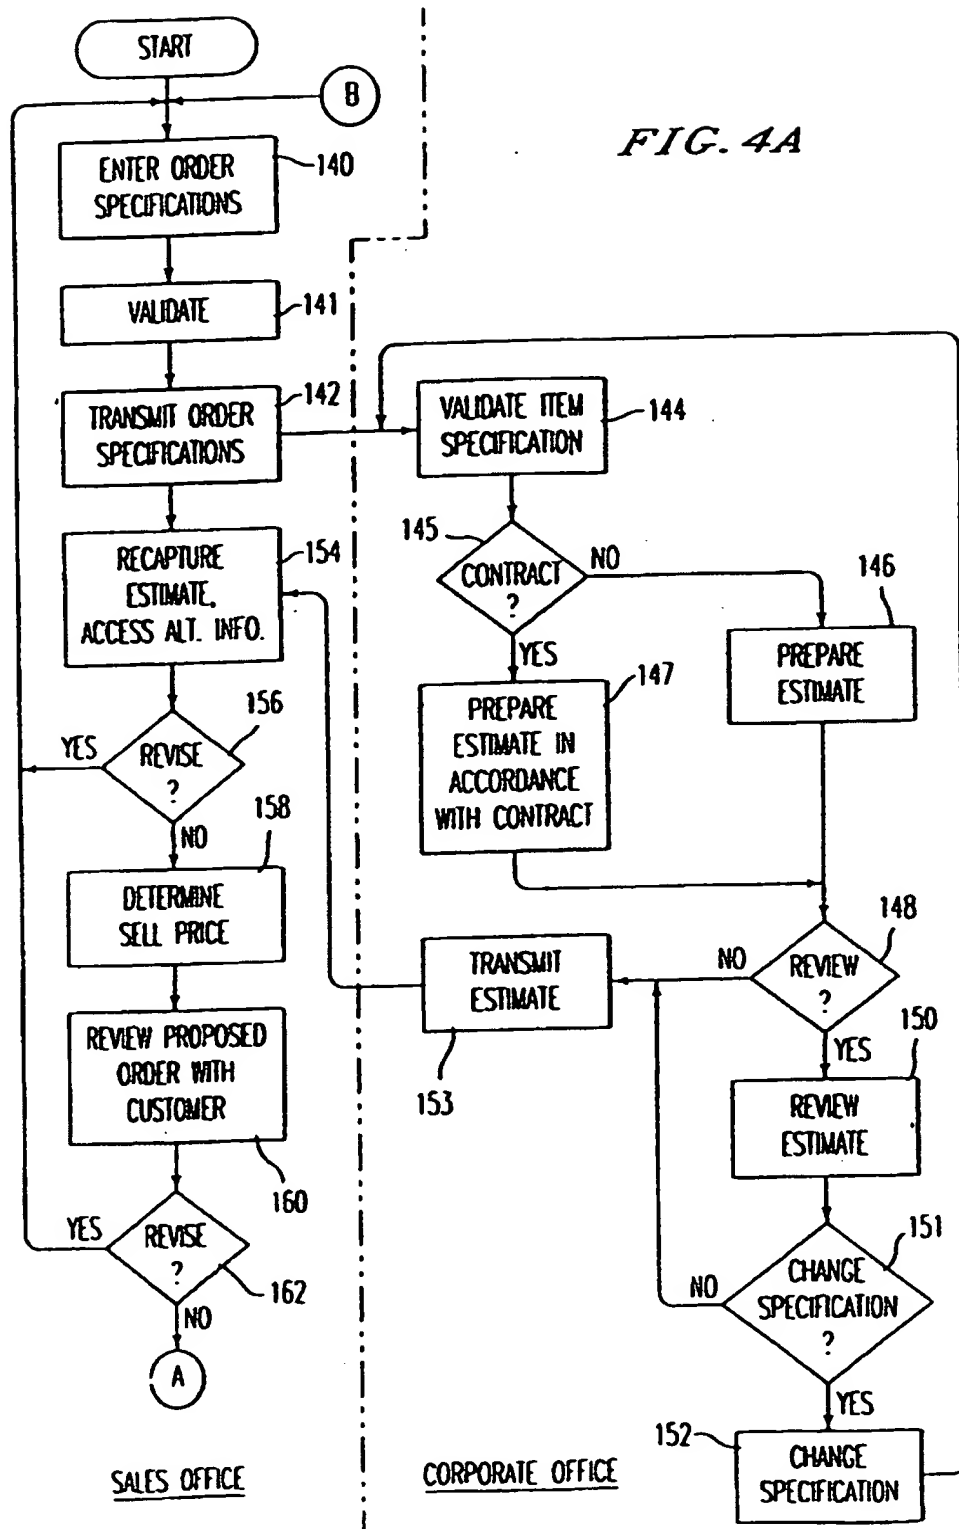 START
B
FIG. 4A
ENTER ORDER
SPECIFICATIONS
140
VALIDATE
141
TRANSMIT ORDER
SPECIFICATIONS
142
VALIDATE ITEM
SPECIFICATION
144
RECAPTURE
ESTIMATE,
ACCESS ALT. INFO.
154
145
CONTRACT
?
NO
YES
146
PREPARE
ESTIMATE
147
PREPARE
ESTIMATE IN
ACCORDANCE
WITH CONTRACT
156
YES
REVISE
?
NO
158
DETERMINE
SELL PRICE
148
REVIEW
?
NO
YES
TRANSMIT
ESTIMATE
153
150
REVIEW
ESTIMATE
REVIEW PROPOSED
ORDER WITH
CUSTOMER
160
151
CHANGE
SPECIFICATION
?
NO
YES
YES
REVISE
?
162
NO
A
152
CHANGE
SPECIFICATION
SALES OFFICE
CORPORATE OFFICE